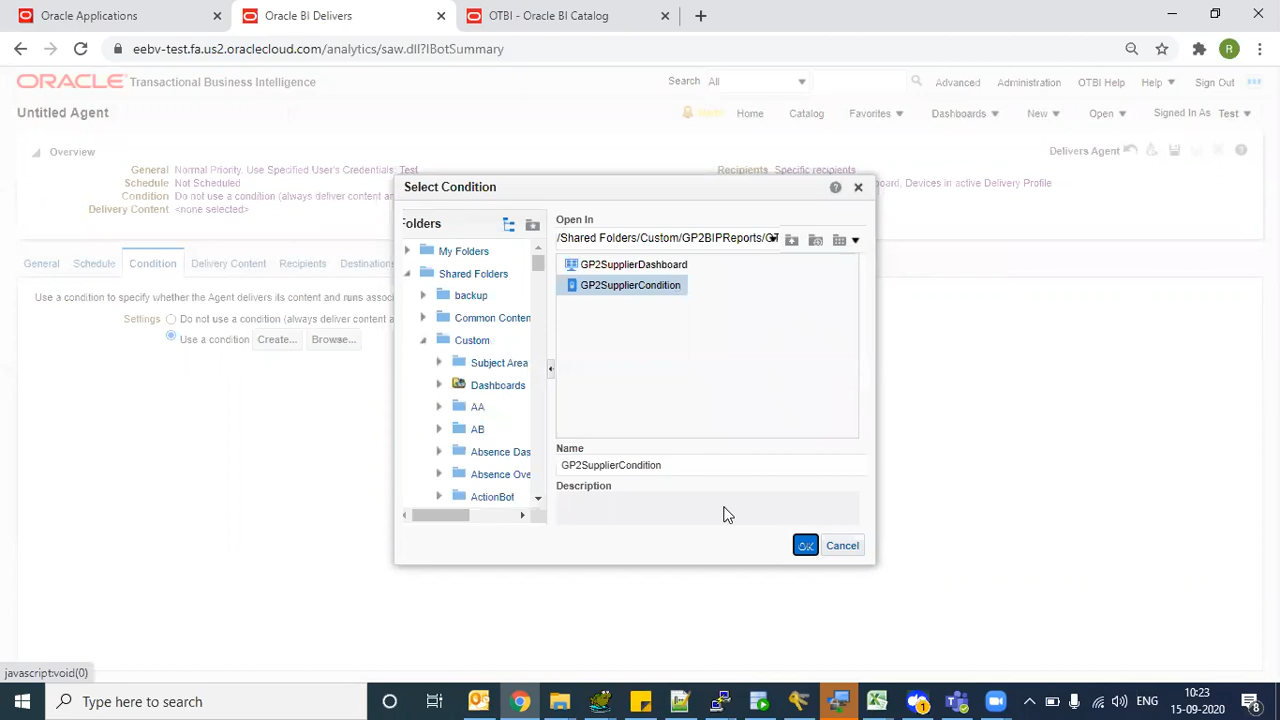 Oracle Applications
Oracle BI Delivers
OTBI - Oracle BI Catalog
eebv-test.fa.us2.oraclecloud.com/analytics/saw.dll?IBotSummary
R
ORACLE Transactional Business Intelligence
Search All
Advanced Administration OTBI Help Help Sign Out
Untitled Agent
Home Catalog Favorites Dashboards New Open Signed In As Test
Overview
Delivers Agent
General Normal Priority, Use Specified User's Credentials: Test
Schedule Not Scheduled
Condition Do not use a condition (always deliver content an
Delivery Content <none selected>
Recipients Specific recipients
Devices in active Delivery Profile
General Schedule Condition Delivery Content Recipients Destinations
Use a condition to specify whether the Agent delivers its content and runs associ
Settings Do not use a condition (always deliver content a
Use a condition Create... Browse...
Select Condition
Folders
My Folders
Shared Folders
backup
Common Conten
Custom
Subject Area
Dashboards
AA
AB
Absence Das
Absence Ove
ActionBot
Open In
/Shared Folders/Custom/GP2BIPReports/OT
GP2SupplierDashboard
GP2SupplierCondition
Name
GP2SupplierCondition
Description
OK Cancel
javascript:void(0)
Type here to search
1
ENG
10:23
15-09-2020
8